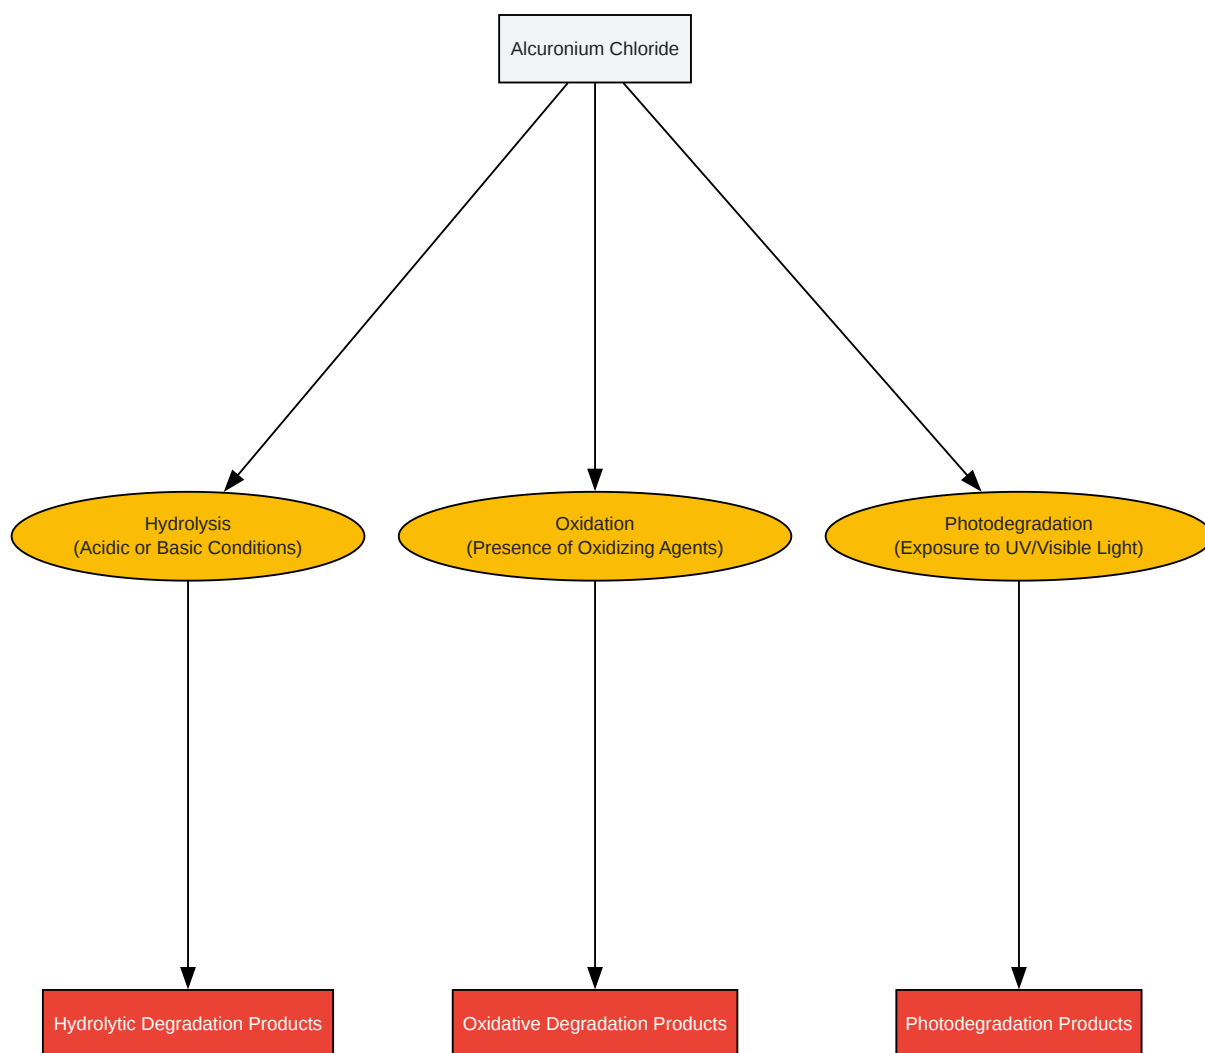 Alcuronium Chloride
Hydrolysis
(Acidic or Basic Conditions)
Oxidation
(Presence of Oxidizing Agents)
Photodegradation
(Exposure to UV/Visible Light)
Hydrolytic Degradation Products
Oxidative Degradation Products
Photodegradation Products